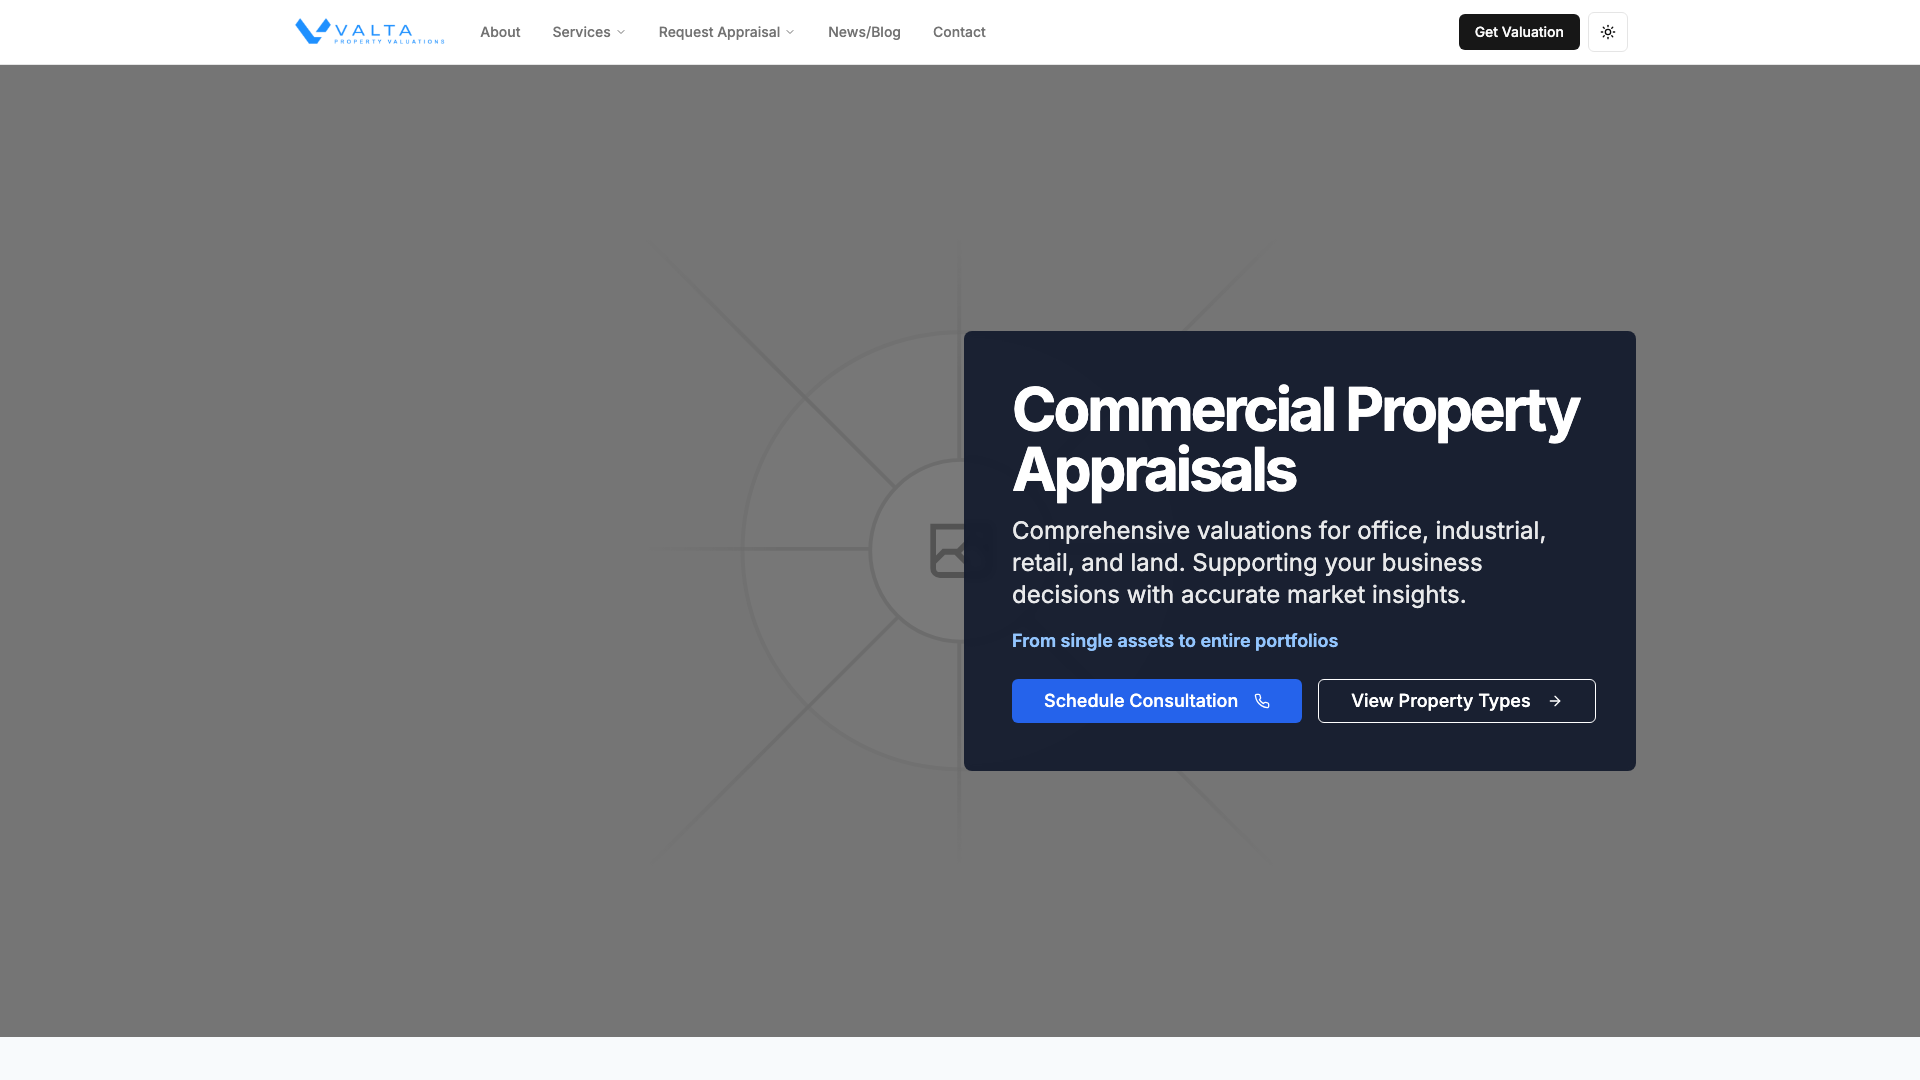 VALTA
PROPERTY VALUATIONS
About
Services
Request Appraisal
News/Blog
Contact
Get Valuation
Commercial Property
Appraisals
Comprehensive valuations for office, industrial,
retail, and land. Supporting your business
decisions with accurate market insights.
From single assets to entire portfolios
Schedule Consultation
View Property Types